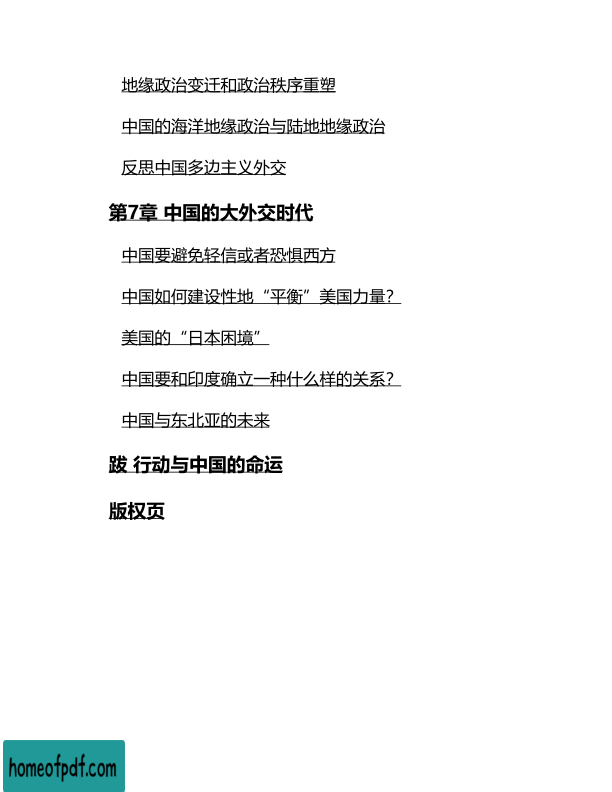 地缘政治变迁和政治秩序重塑
中国的海洋地缘政治与陆地地缘政治
反思中国多边主义外交
第7章 中国的大外交时代
中国要避免轻信或者恐惧西方
中国如何建设性地“平衡”美国力量？
美国的“日本困境”
中国要和印度确立一种什么样的关系？
中国与东北亚的未来
跋 行动与中国的命运
版权页
homeofpdf.com